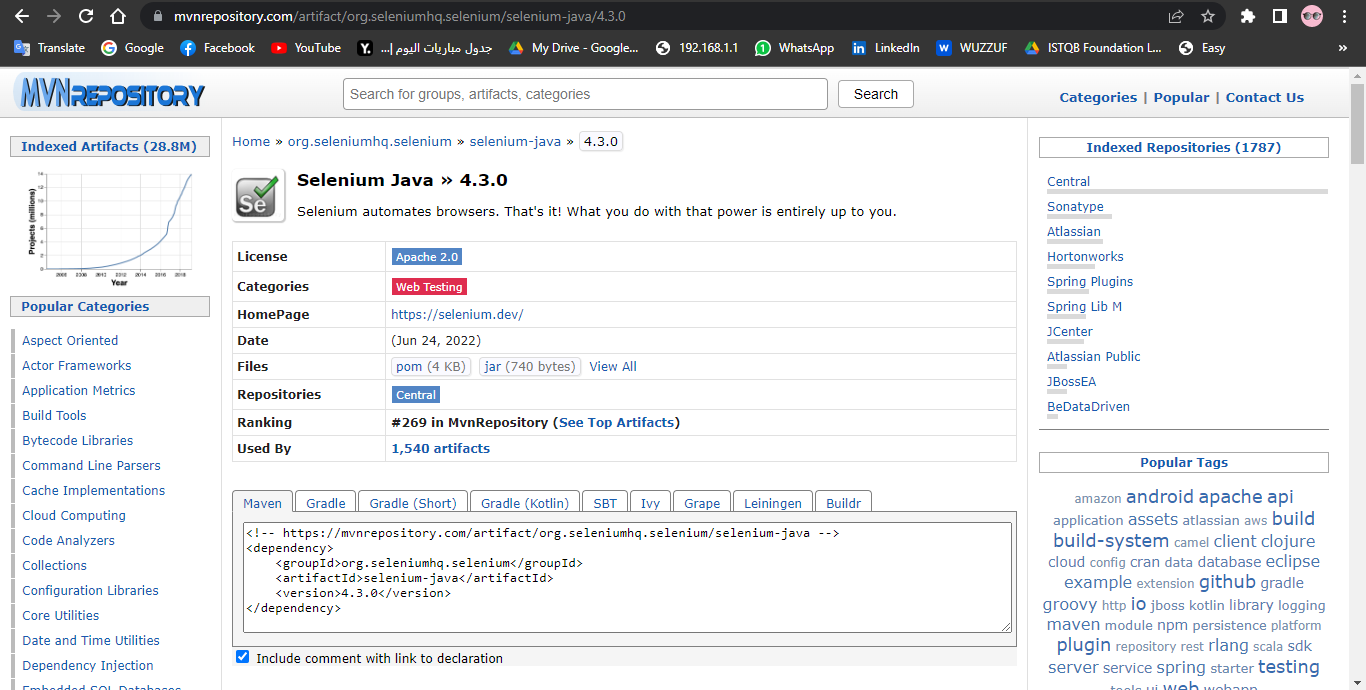 mvnrepository.com/artifact/org.seleniumhq.selenium/selenium-java/4.3.0
Translate Google Facebook YouTube جدول مباريات اليوم |... My Drive - Google... 192.168.1.1 WhatsApp LinkedIn WUZZUF ISTQB Foundation L... Easy »
MVNREPOSITORY
Search for groups, artifacts, categories
Search
Categories | Popular | Contact Us
Indexed Artifacts (28.8M)
Projects (millions)
Year
Popular Categories
Aspect Oriented
Actor Frameworks
Application Metrics
Build Tools
Bytecode Libraries
Command Line Parsers
Cache Implementations
Cloud Computing
Code Analyzers
Collections
Configuration Libraries
Core Utilities
Date and Time Utilities
Dependency Injection
Embedded SQL Databases
Home » org.seleniumhq.selenium » selenium-java » 4.3.0
Se
Selenium Java » 4.3.0
Selenium automates browsers. That's it! What you do with that power is entirely up to you.
License Apache 2.0
Categories Web Testing
HomePage https://selenium.dev/
Date (Jun 24, 2022)
Files pom (4 KB) jar (740 bytes) View All
Repositories Central
Ranking #269 in MvnRepository (See Top Artifacts)
Used By 1,540 artifacts
Maven Gradle Gradle (Short) Gradle (Kotlin) SBT Ivy Grape Leiningen Buildr
<!-- https://mvnrepository.com/artifact/org.seleniumhq.selenium/selenium-java -->
<dependency>
    <groupId>org.seleniumhq.selenium</groupId>
    <artifactId>selenium-java</artifactId>
    <version>4.3.0</version>
</dependency>
Include comment with link to declaration
Indexed Repositories (1787)
Central
Sonatype
Atlassian
Hortonworks
Spring Plugins
Spring Lib M
JCenter
Atlassian Public
JBossEA
BeDataDriven
Popular Tags
amazon android apache api
application assets atlassian aws build
build-system camel client clojure
cloud config cran data database eclipse
example extension github gradle
groovy http io jboss kotlin library logging
maven module npm persistence platform
plugin repository rest rlang scala sdk
server service spring starter testing
tools ui web webapp